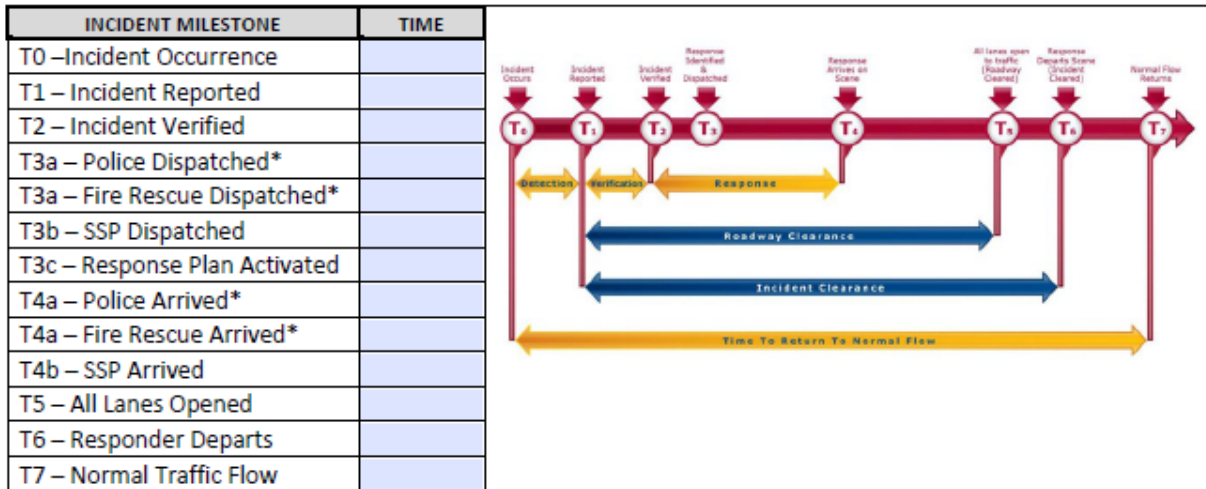 INCIDENT MILESTONE TIME
T0 –Incident Occurrence
T1 – Incident Reported
T2 – Incident Verified
T3a – Police Dispatched*
T3a – Fire Rescue Dispatched*
T3b – SSP Dispatched
T3c – Response Plan Activated
T4a – Police Arrived*
T4a – Fire Rescue Arrived*
T4b – SSP Arrived
T5 – All Lanes Opened
T6 – Responder Departs
T7 – Normal Traffic Flow
Incident
Occurs
Incident
Reported
Incident
Verified
Response
Identified
&
Dispatched
Response
Arrives on
Scene
All lanes open
to traffic
(Roadway
Cleared)
Response
Departs Scene
(Incident
Cleared)
Normal Flow
Returns
T0 T1 T2 T3 T4 T5 T6 T7
Detection Verification Response
Roadway Clearance
Incident Clearance
Time To Return To Normal Flow